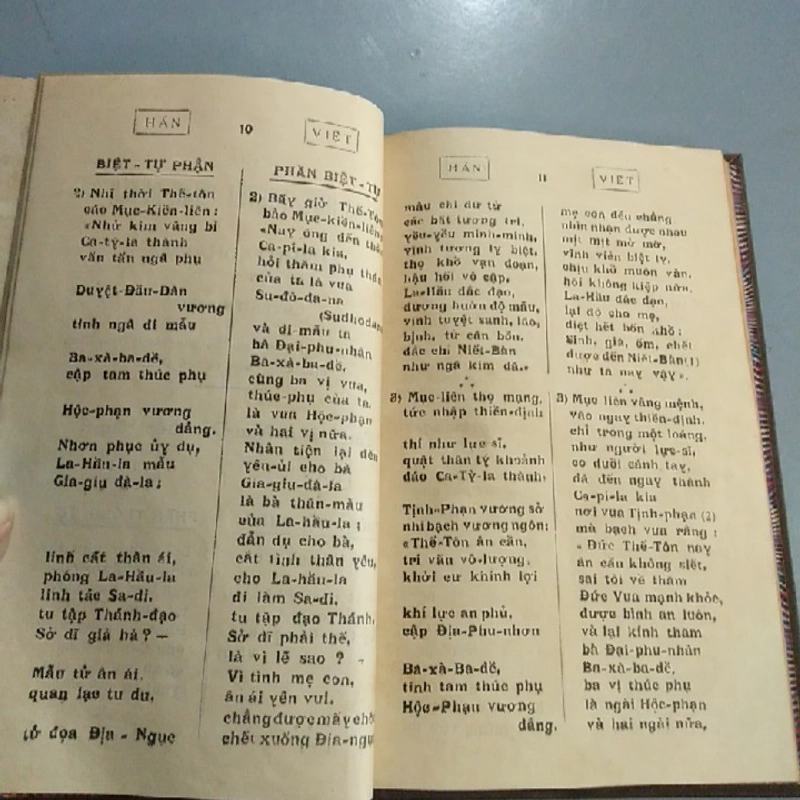 HÁN
10
VIỆT
BIỆT-TỰ PHẬN
2) Nhi thời Thế-tôn
cáo Mục-Kiền-liên:
«Nhữ kim vãng bỉ
Ca-tỳ-la thành
vấn tấn ngã phụ
Duyệt-Đầu-Đàn
vương
tinh ngã di mẫu
Ba-xà-ba-đề,
cập tam thúc phụ
Hộc-phạn vương
đẳng.
Nhơn phục ủy dụ,
La-Hầu-la mẫu
Gia-giu đà-la;
linh cắt thân ái,
phóng La-Hầu-la
linh tác Sa-di,
tu tập Thánh-đạo
Sở dĩ giả hà? —
Mẫu tử ân ái,
quan lạc tu du,
tử đọa Địa-Ngục
PHẦN BIỆT-TỰ
2) Bấy giờ Thế-Tôn
bảo Mục-kiền-liên
«Nay ông đến thà
Ca-pi-la kia,
hỏi thăm phụ thâ
của ta là vua
Su-đô-da-na
(Sudhodan
và di-mẫu ta
bà Đại-phu-nhân
Ba-xà-ba-đề,
cùng ba vị vua,
thúc-phụ của ta.
là vua Hộc-phạn
và hai vị nữa.
Nhân tiện lại đến
yên-ủi cho bà
Gia-giu-đà-la
là bà thân-mẫu
của La-hầu-la;
dẫn dụ cho bà,
cắt tình thân yêu,
cho La-hầu-la
đi làm Sa-di,
tu tập đạo Thánh.
Sở dĩ phải thế,
là vì lẽ sao? —
Vì tình mẹ con,
ân ái yên vui,
chẳng được mấy chố
chết xuống Địa-ngụ
HÁN
11
VIỆT
mẫu chi dữ tử
các bất tương tri,
yểu-yểu minh-minh,
vĩnh tương ly biệt,
thọ khổ vạn đoan,
hậu hối vô cập,
La-Hầu đắc đạo,
đương hoàn độ mẫu,
vĩnh tuyệt sanh, lão,
bịnh, tử căn bổn,
đắc chí Niết-Bàn
như ngã kim dã.»
3) Mục-liên thọ mạng,
tức nhập thiền-định
thí như lực sĩ,
quật thân tý khoảnh
đáo Ca-Tỳ-la thành.
Tịnh-Phạn vương sở
nhi bạch vương ngôn:
«Thế-Tôn ân cần,
trí vấn vô-lượng,
khởi cư khinh lợi
khí lực an phủ,
cập Địa-Phu-nhơn
Ba-xà-Ba-đề,
tinh tam thúc phụ
Hộc-Phạn vương
đẳng.
mẹ con đều chẳng
nhìn nhận được nhau
mịt mịt mờ mờ,
vĩnh viễn biệt ly,
chịu khổ muôn vàn,
hối không kịp nữa.
La-Hầu đắc đạo,
lại độ cho mẹ,
diệt hết bổn khổ:
Sinh, già, ốm, chết
được đến Niết-Bàn(1)
như ta nay vậy».
3) Mục liên vâng mệnh,
vào ngay thiền-định.
chỉ trong một loáng,
như người lực-sĩ,
co duỗi cánh tay,
đã đến ngay thành
Ca-pi-la kia
nơi vua Tịnh-phạn (2)
mà bạch vua rằng:
« Đức Thế-Tôn nay
ân cần không siết,
sai tôi về thăm
Đức Vua mạnh khỏe,
được bình an luôn,
và lại kính thăm
bà Đại-phu-nhân
Ba-xà-ba-đề,
ba vị thúc phụ
là ngài Hộc-phạn
và hai ngài nữa,